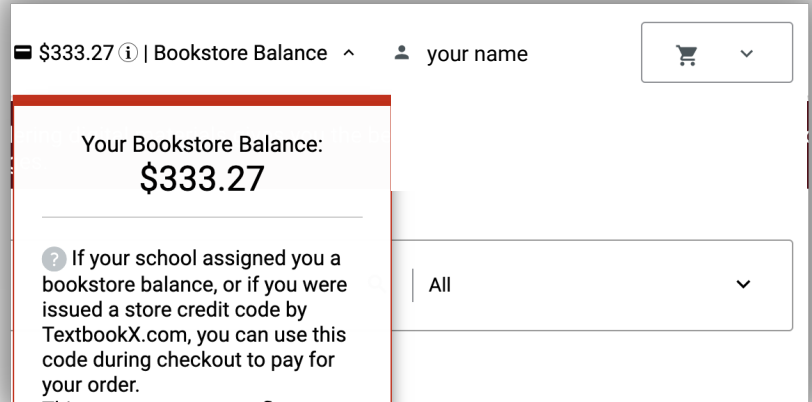 $333.27 i | Bookstore Balance
your name
Your Bookstore Balance:
$333.27
? If your school assigned you a
bookstore balance, or if you were
issued a store credit code by
TextbookX.com, you can use this
code during checkout to pay for
your order.
All